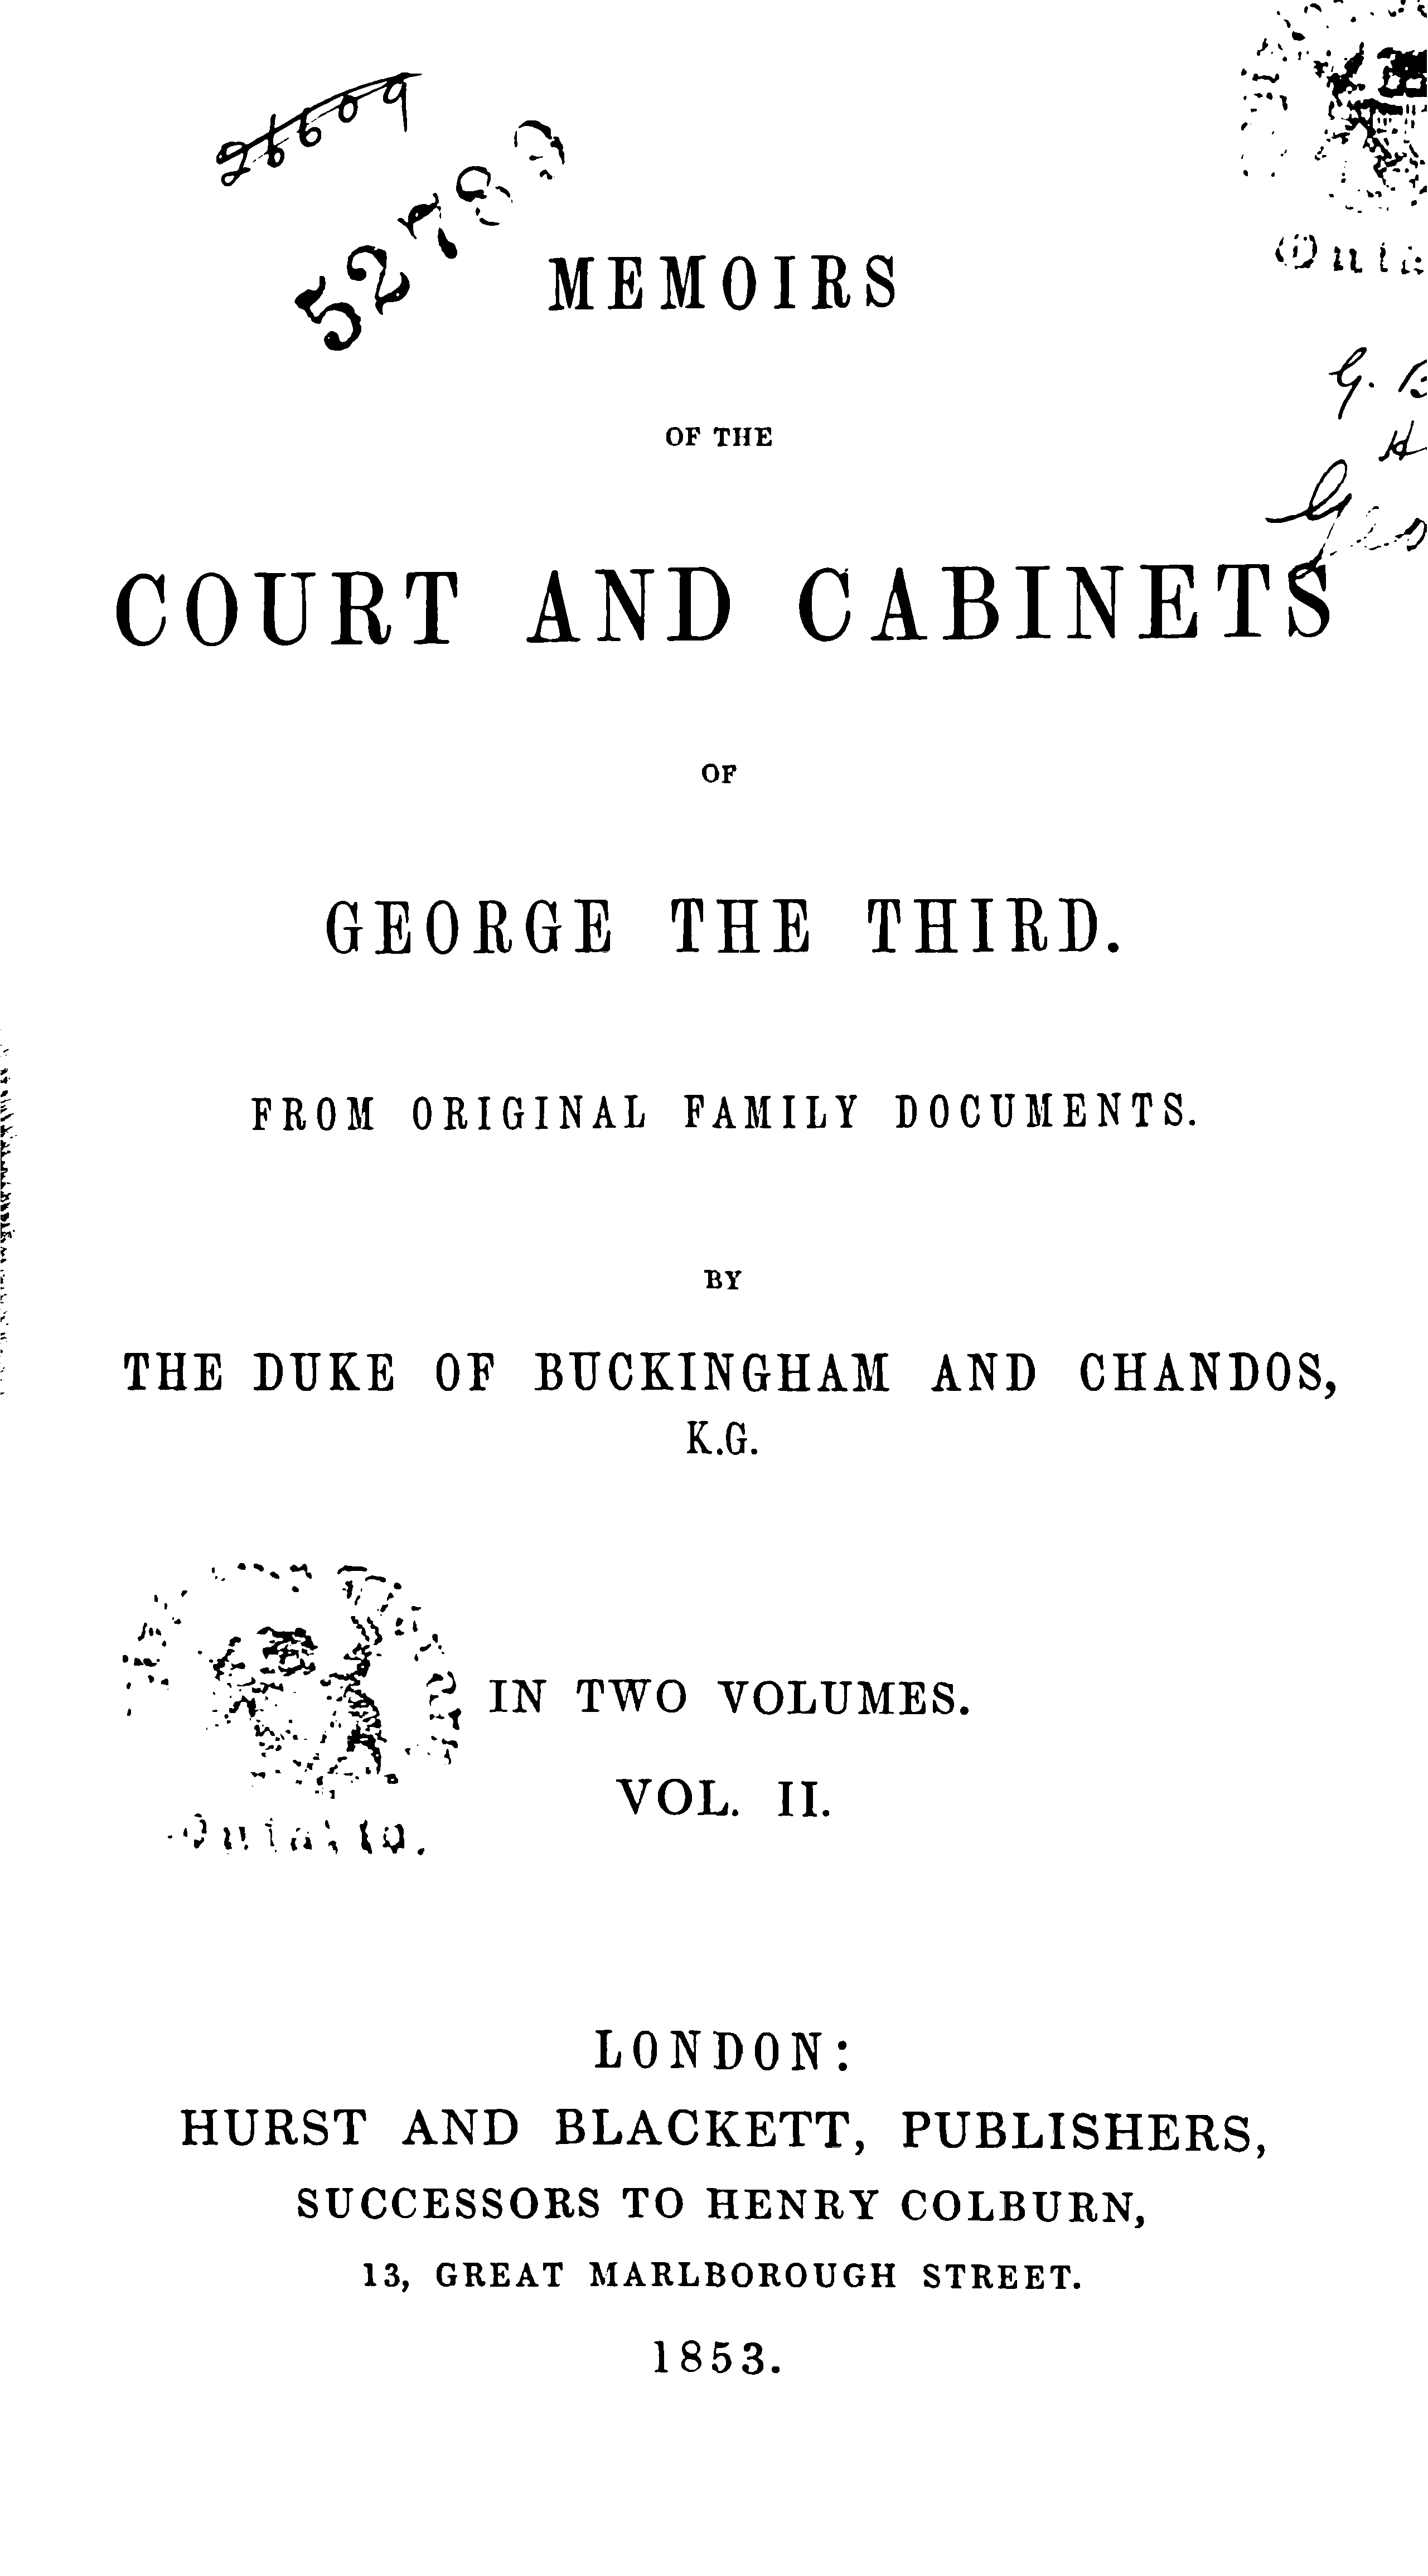 MEMOIRS
OF THE
COURT AND CABINETS
OF
GEORGE THE THIRD.
FROM ORIGINAL FAMILY DOCUMENTS.
BY
THE DUKE OF BUCKINGHAM AND CHANDOS,
K.G.
IN TWO VOLUMES.
VOL. II.
Ontario.
LONDON:
HURST AND BLACKETT, PUBLISHERS,
SUCCESSORS TO HENRY COLBURN,
13, GREAT MARLBOROUGH STREET.
1853.